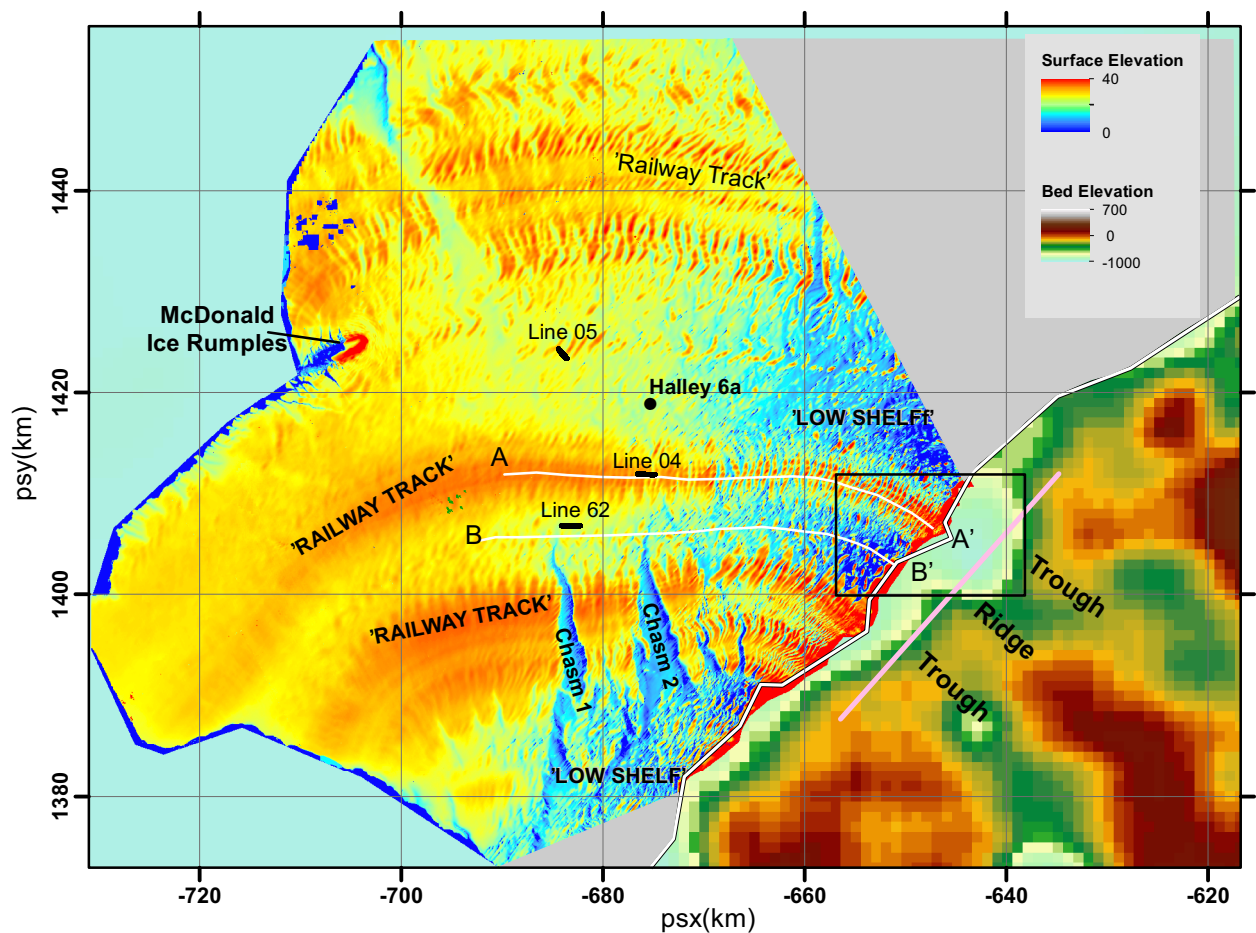 Surface Elevation
40
0
Bed Elevation
700
0
-1000
'Railway Track'
1440
McDonald
Ice Rumples
Line 05
1420
Halley 6a
'LOW SHELFf'
A
Line 04
'RAILWAY TRACK'
Line 62
B
A'
B'
Trough
1400
Ridge
'RAILWAY TRACK'
Chasm 1
Chasm 2
Trough
'LOW SHELF'
1380
psy(km)
-720
-700
-680
-660
-640
-620
psx(km)